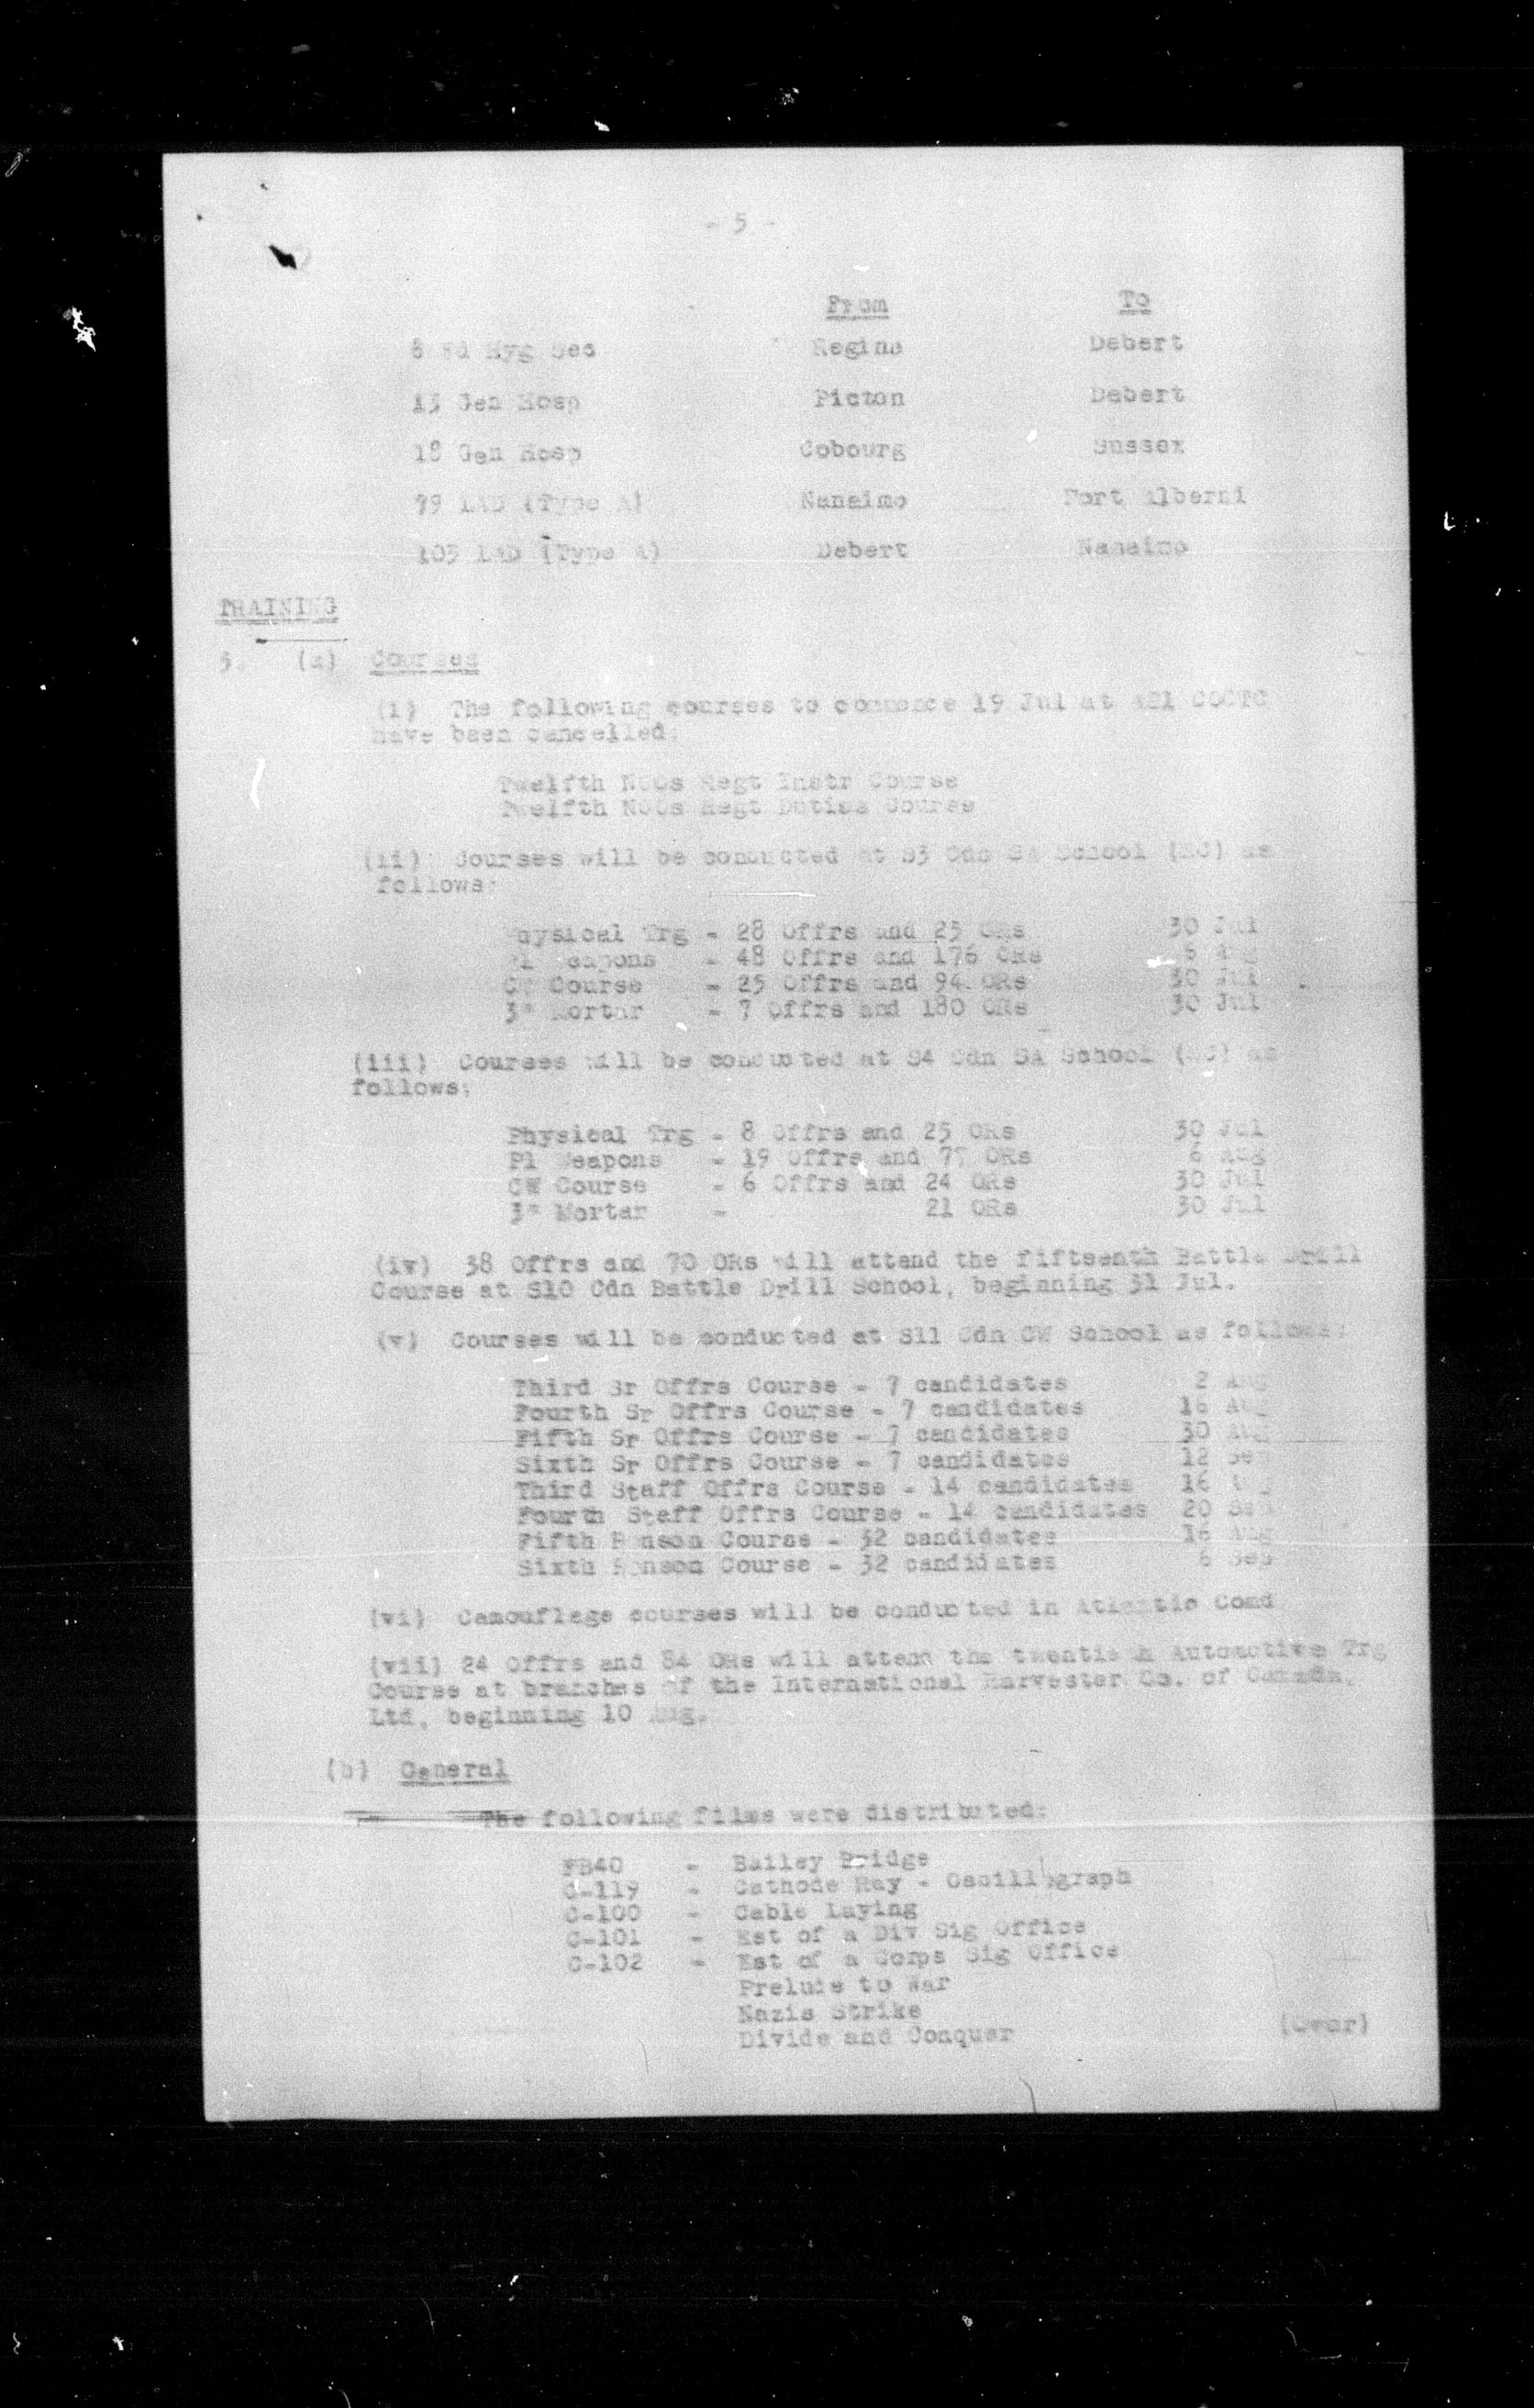 - 5 -
From To
8 Fd Hyg Sec Regina Debert
15 Gen Hosp Picton Debert
18 Gen Hosp Cobourg Sussex
99 LAD (Type A) Nanaimo Port Alberni
103 LAD (Type A) Debert Nanaimo
TRAINING
5. (a) Courses
(i) The following courses to commence 19 Jul at
have been cancelled:
Twelfth NCOs Regt Instr Course
Twelfth NCOs Regt Duties Course
(ii) Courses will be conducted at S3 Cdn SA School as
follows:
Physical Trg - 28 Offrs and 25 ORs 30 Jul
Pl Weapons - 48 Offrs and 176 ORs 6 Aug
CW Course - 25 Offrs and 94 ORs 30 Jul
3" Mortar - 7 Offrs and 180 ORs 30 Jul
(iii) Courses will be conducted at S4 Cdn SA School as
follows:
Physical Trg - 8 Offrs and 25 ORs 30 Jul
Pl Weapons - 19 Offrs and ORs 6 Aug
CW Course - 6 Offrs and 24 ORs 30 Jul
3" Mortar - 21 ORs 30 Jul
(iv) 38 Offrs and 70 ORs will attend the fifteenth Battle Drill
Course at S10 Cdn Battle Drill School, beginning 31 Jul.
(v) Courses will be conducted at S11 Cdn CW School as follows:
Third Sr Offrs Course - 7 candidates 2 Aug
Fourth Sr Offrs Course - 7 candidates 16 Aug
Fifth Sr Offrs Course - 7 candidates 30 Aug
Sixth Sr Offrs Course - 7 candidates 12 Sep
Third Staff Offrs Course - 14 candidates 16 Aug
Fourth Staff Offrs Course - 14 candidates 20 Sep
Fifth Ronson Course - 32 candidates 16 Aug
Sixth Ronson Course - 32 candidates 6 Sep
(vi) Camouflage courses will be conducted in Atlantic Comd
(vii) 24 Offrs and 84 ORs will attend the twentieth Automotive Trg
Course at branches of the International Harvester Co. of Canada,
Ltd, beginning 10 Aug.
(b) General
The following films were distributed:
FB40 - Bailey Bridge
C-119 - Cathode Ray - Oscillograph
C-100 - Cable Laying
C-101 - Est of a Div Sig Office
C-102 - Est of a Corps Sig Office
Prelude to War
Nazis Strike
Divide and Conquer (Over)